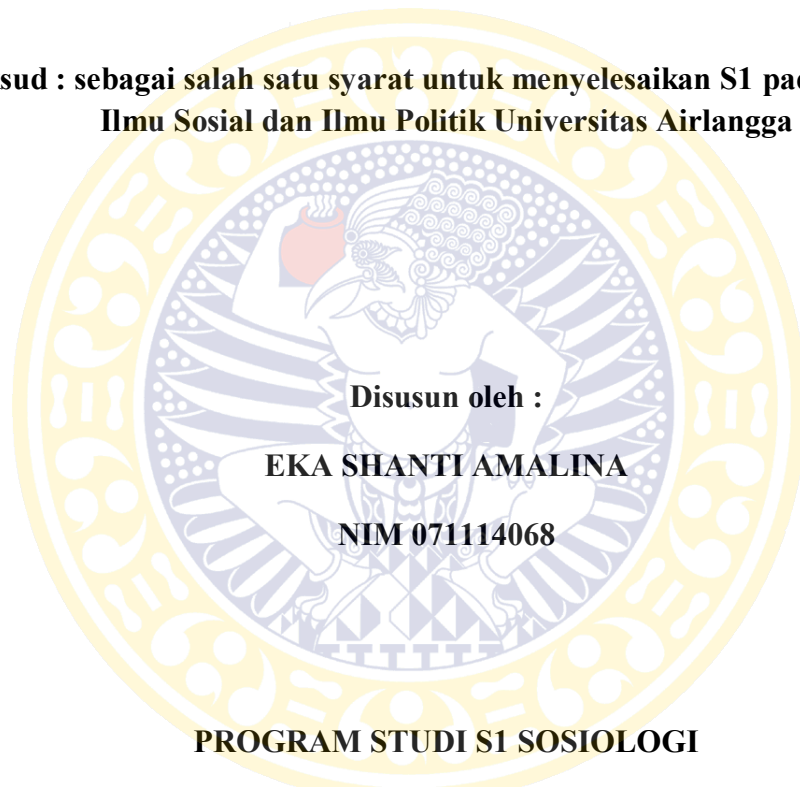 sud : sebagai salah satu syarat untuk menyelesaikan S1 pa
Ilmu Sosial dan Ilmu Politik Universitas Airlangga
Disusun oleh :
EKA SHANTI AMALINA
NIM 071114068
PROGRAM STUDI S1 SOSIOLOGI